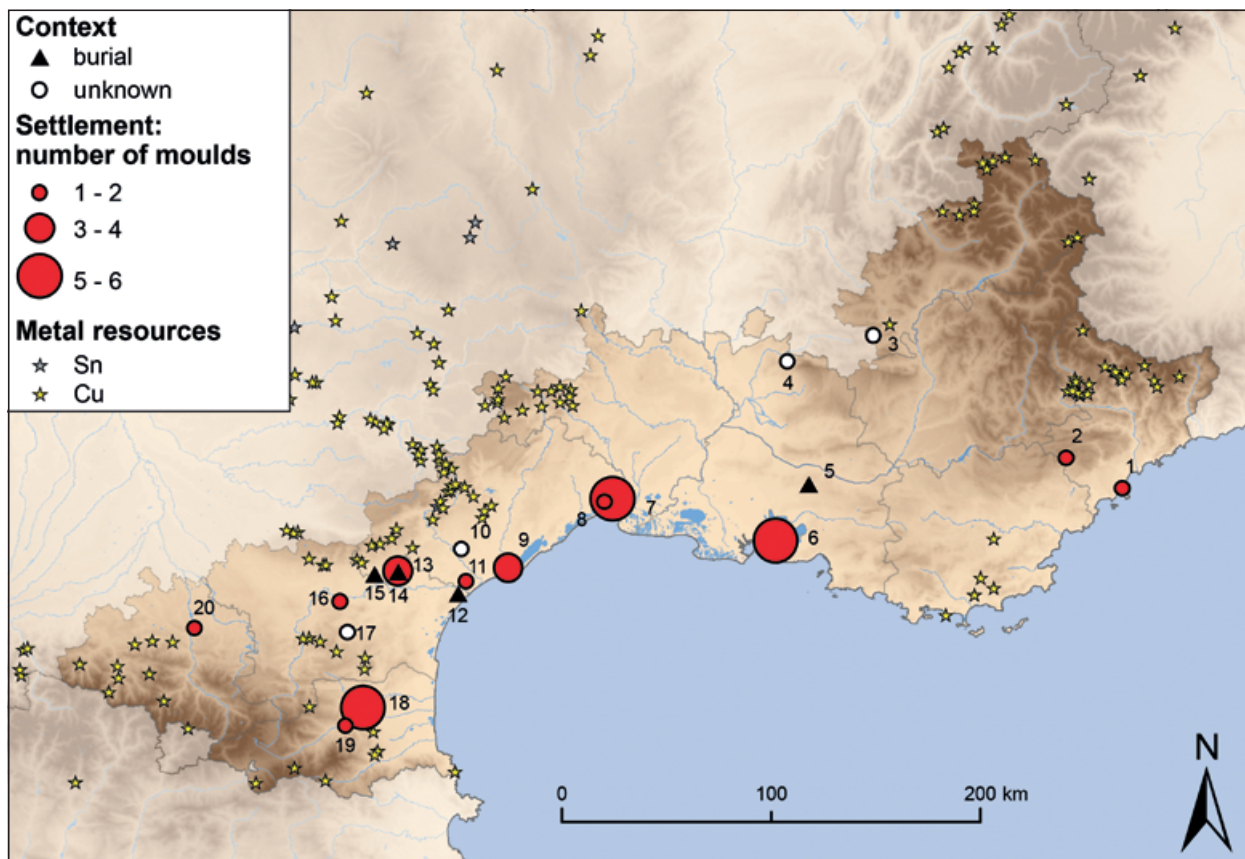 Context
burial
unknown
Settlement:
number of moulds
1 - 2
3 - 4
5 - 6
Metal resources
Sn
Cu
3
4
2
1
5
7
8
6
10
9
13
11
15
14
12
16
20
17
18
19
N
0 100 200 km